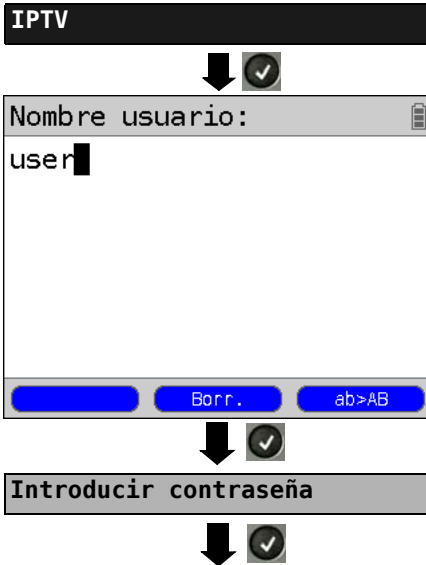 IPTV
Nombre usuario:
user
Borr.
ab>AB
Introducir contraseña